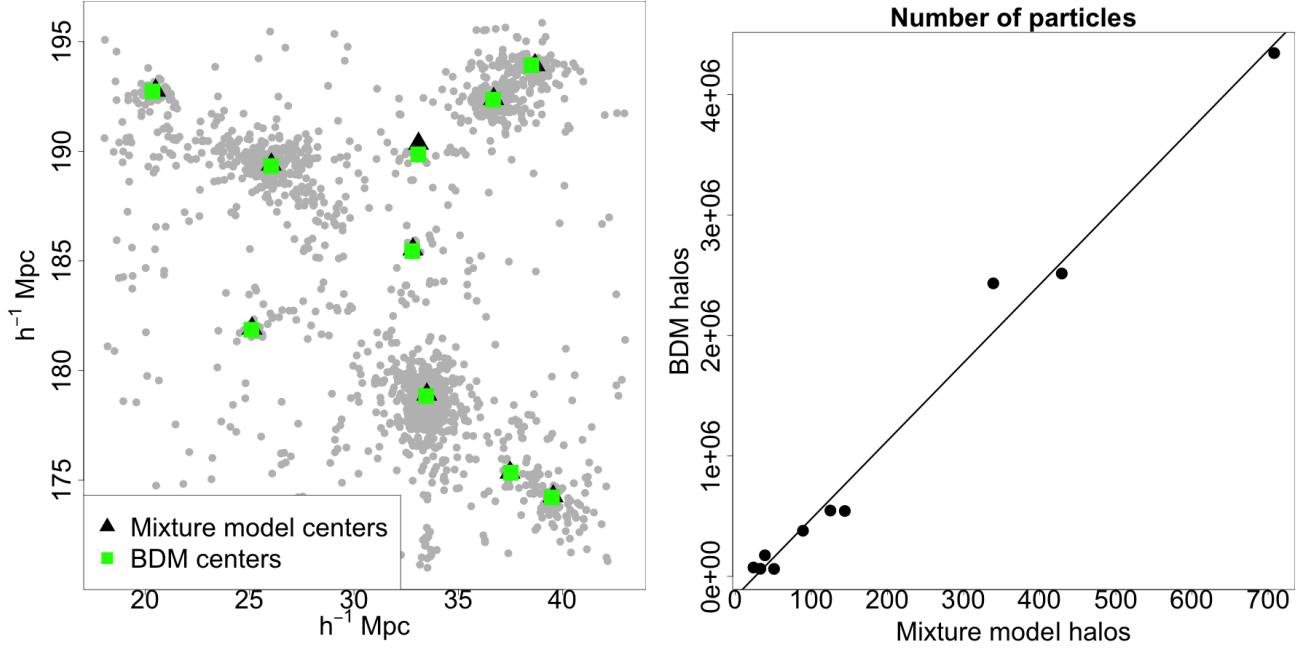 195
190
185
180
175
h⁻¹ Mpc
▲ Mixture model centers
■ BDM centers
20 25 30 35 40
h⁻¹ Mpc
Number of particles
4e+06
3e+06
2e+06
1e+06
0e+00
BDM halos
0 100 200 300 400 500 600 700
Mixture model halos